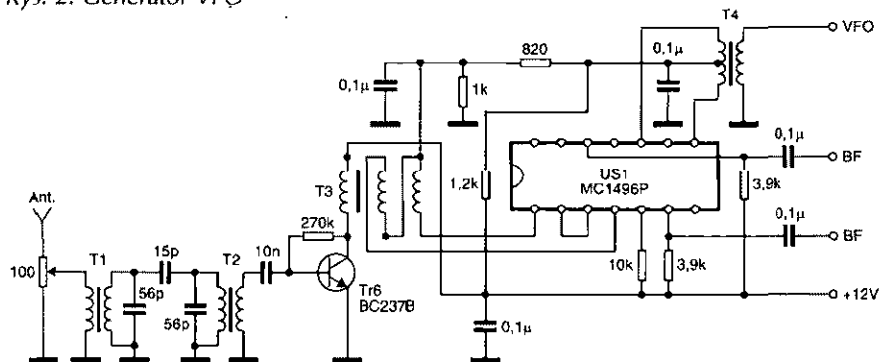 Rys. 2. Generator VFO
T4
VFO
820
0,1µ
0,1µ
1k
0,1µ
BF
US1
MC1496P
T3
1,2k
3,9k
Ant.
270k
0,1µ
BF
15p
10n
100
T1
T2
10k
3,9k
56p
Tr6
BC237B
56p
+12V
0,1µ